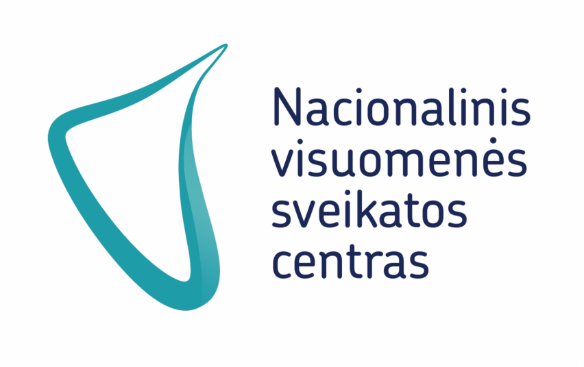 Nacionalinis
visuomenės
sveikatos
centras